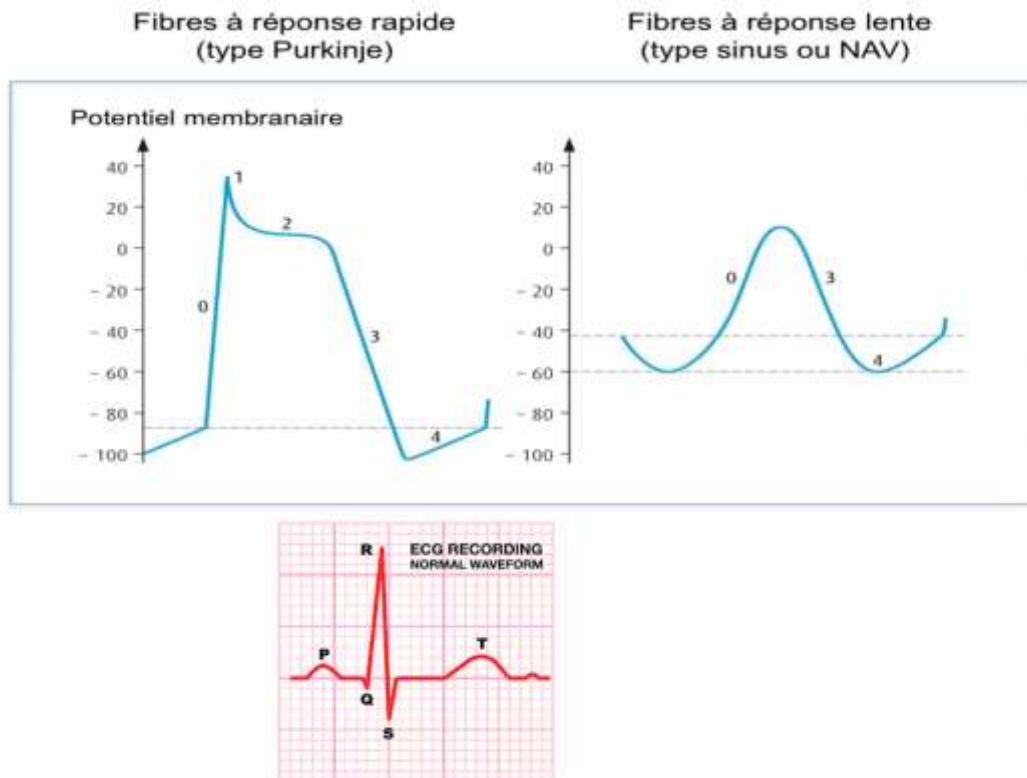 Fibres à réponse rapide
(type Purkinje)
Fibres à réponse lente
(type sinus ou NAV)
Potentiel membranaire
40
20
0
– 20
– 40
– 60
– 80
– 100
0
1
2
3
4
40
20
0
– 20
– 40
– 60
– 80
– 100
0
3
4
ECG RECORDING
NORMAL WAVEFORM
R
P
Q
S
T